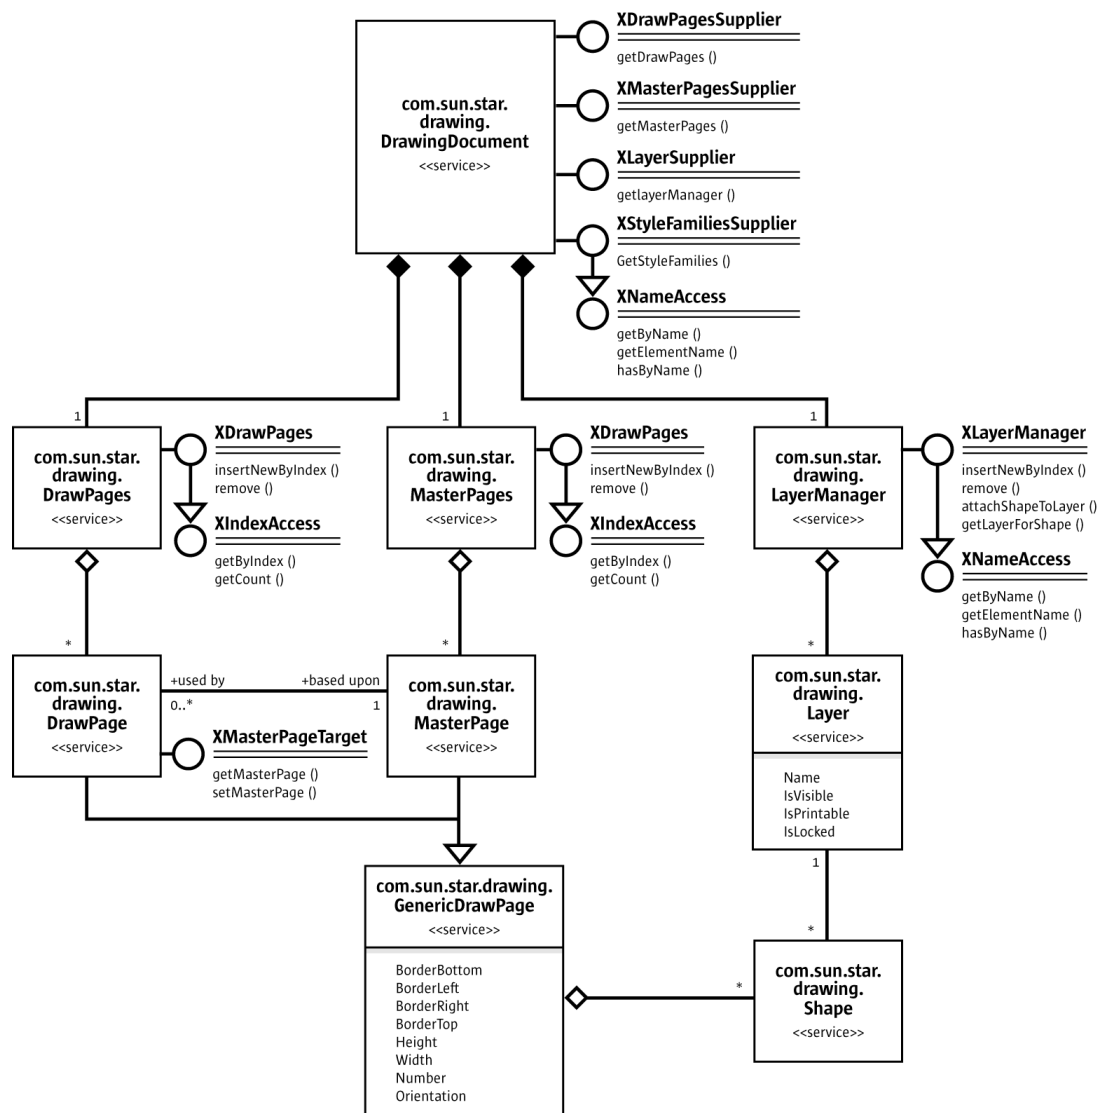 com.sun.star.
drawing.
DrawingDocument
<<service>>
XDrawPagesSupplier
getDrawPages ()
XMasterPagesSupplier
getMasterPages ()
XLayerSupplier
getlayerManager ()
XStyleFamiliesSupplier
GetStyleFamilies ()
XNameAccess
getByName ()
getElementName ()
hasByName ()
1
1
1
com.sun.star.
drawing.
DrawPages
<<service>>
XDrawPages
insertNewByIndex ()
remove ()
XIndexAccess
getByIndex ()
getCount ()
com.sun.star.
drawing.
MasterPages
<<service>>
XDrawPages
insertNewByIndex ()
remove ()
XIndexAccess
getByIndex ()
getCount ()
com.sun.star.
drawing.
LayerManager
<<service>>
XLayerManager
insertNewByIndex ()
remove ()
attachShapeToLayer ()
getLayerForShape ()
XNameAccess
getByName ()
getElementName ()
hasByName ()
*
*
*
com.sun.star.
drawing.
DrawPage
<<service>>
+used by
0..*
+based upon
1
XMasterPageTarget
getMasterPage ()
setMasterPage ()
com.sun.star.
drawing.
MasterPage
<<service>>
com.sun.star.
drawing.
Layer
<<service>>
Name
IsVisible
IsPrintable
IsLocked
1
*
com.sun.star.drawing.
GenericDrawPage
<<service>>
BorderBottom
BorderLeft
BorderRight
BorderTop
Height
Width
Number
Orientation
*
com.sun.star.
drawing.
Shape
<<service>>